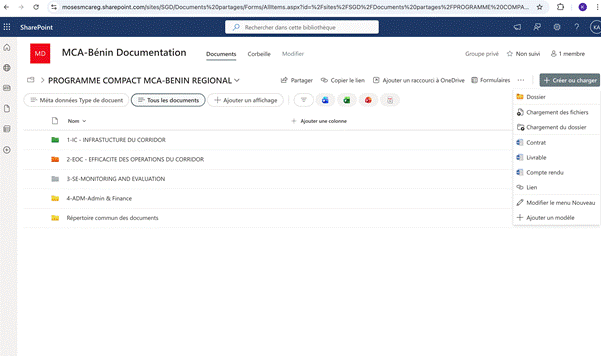 mosesmcareg.sharepoint.com/sites/SGD/Documents%20partages/Forms/AllItems.aspx?id=%2Fsites%2FSGD%2FDocuments%20partages%2FPROGRAMME%20COMPA...
K
SharePoint
Rechercher dans cette bibliothèque
KA
MD
MCA-Bénin Documentation
Documents
Corbeille
Modifier
Groupe privé
Non suivi
1 membre
PROGRAMME COMPACT MCA-BENIN REGIONAL
Partager
Copier le lien
Ajouter un raccourci à OneDrive
Formulaires
...
Créer ou charger
Méta données Type de docuent
Tous les documents
Ajouter un affichage
Nom
Ajouter une colonne
1-IC - INFRASTUCTURE DU CORRIDOR
2-EOC - EFFICACITE DES OPERATIONS DU CORRIDOR
3-SE-MONITORING AND EVALUATION
4-ADM-Admin & Finance
Répertoire commun des documents
Dossier
Chargement des fichiers
Chargement du dossier
Contrat
Livrable
Compte rendu
Lien
Modifier le menu Nouveau
Ajouter un modèle